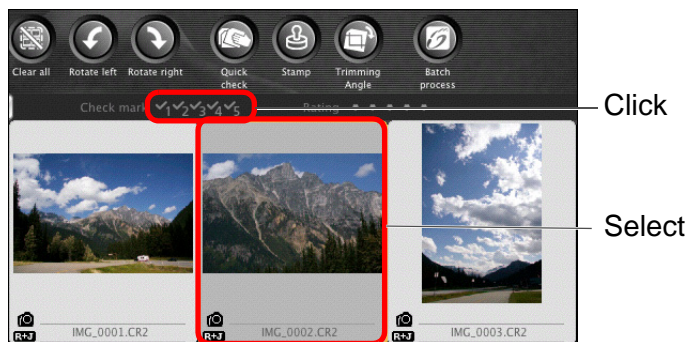 Clear all Rotate left Rotate right Quick check Stamp Trimming Angle Batch process
Check mark 1 2 3 4 5 Rating
Click
Select
R+J IMG_0001.CR2 R+J IMG_0002.CR2 R+J IMG_0003.CR2